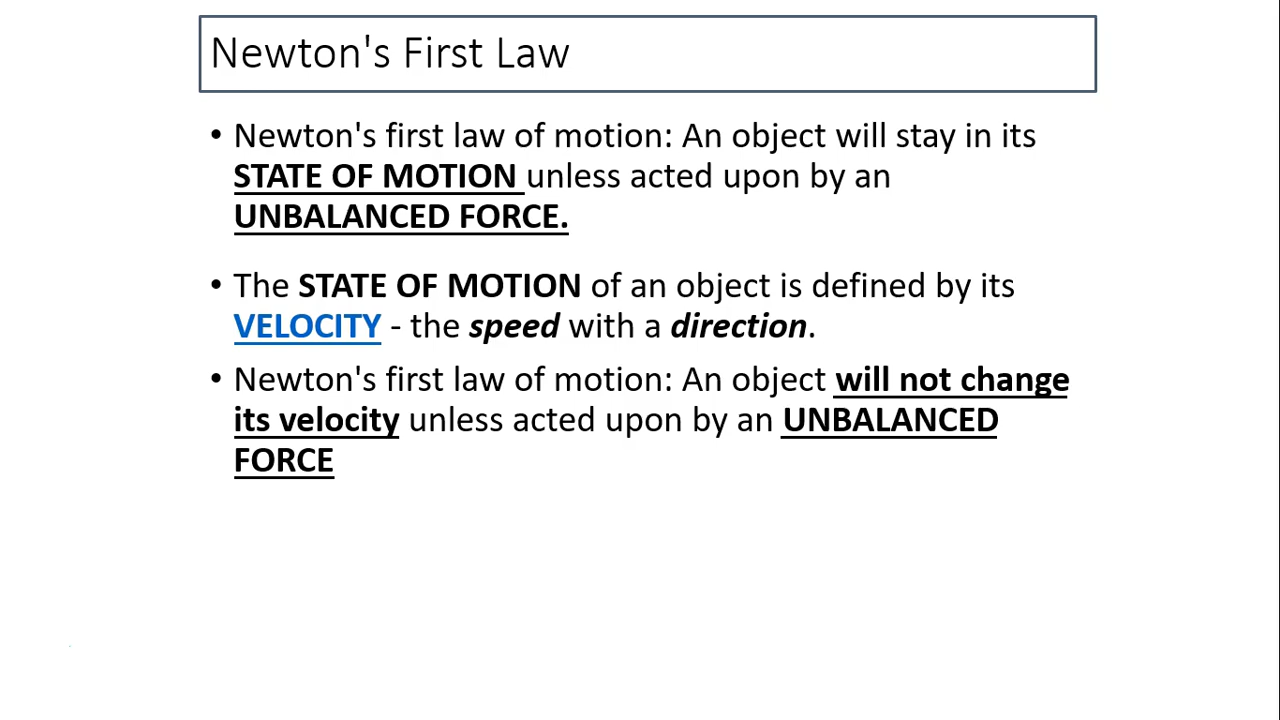 Newton's First Law
• Newton's first law of motion: An object will stay in its
STATE OF MOTION unless acted upon by an
UNBALANCED FORCE.
• The STATE OF MOTION of an object is defined by its
VELOCITY - the speed with a direction.
• Newton's first law of motion: An object will not change
its velocity unless acted upon by an UNBALANCED
FORCE